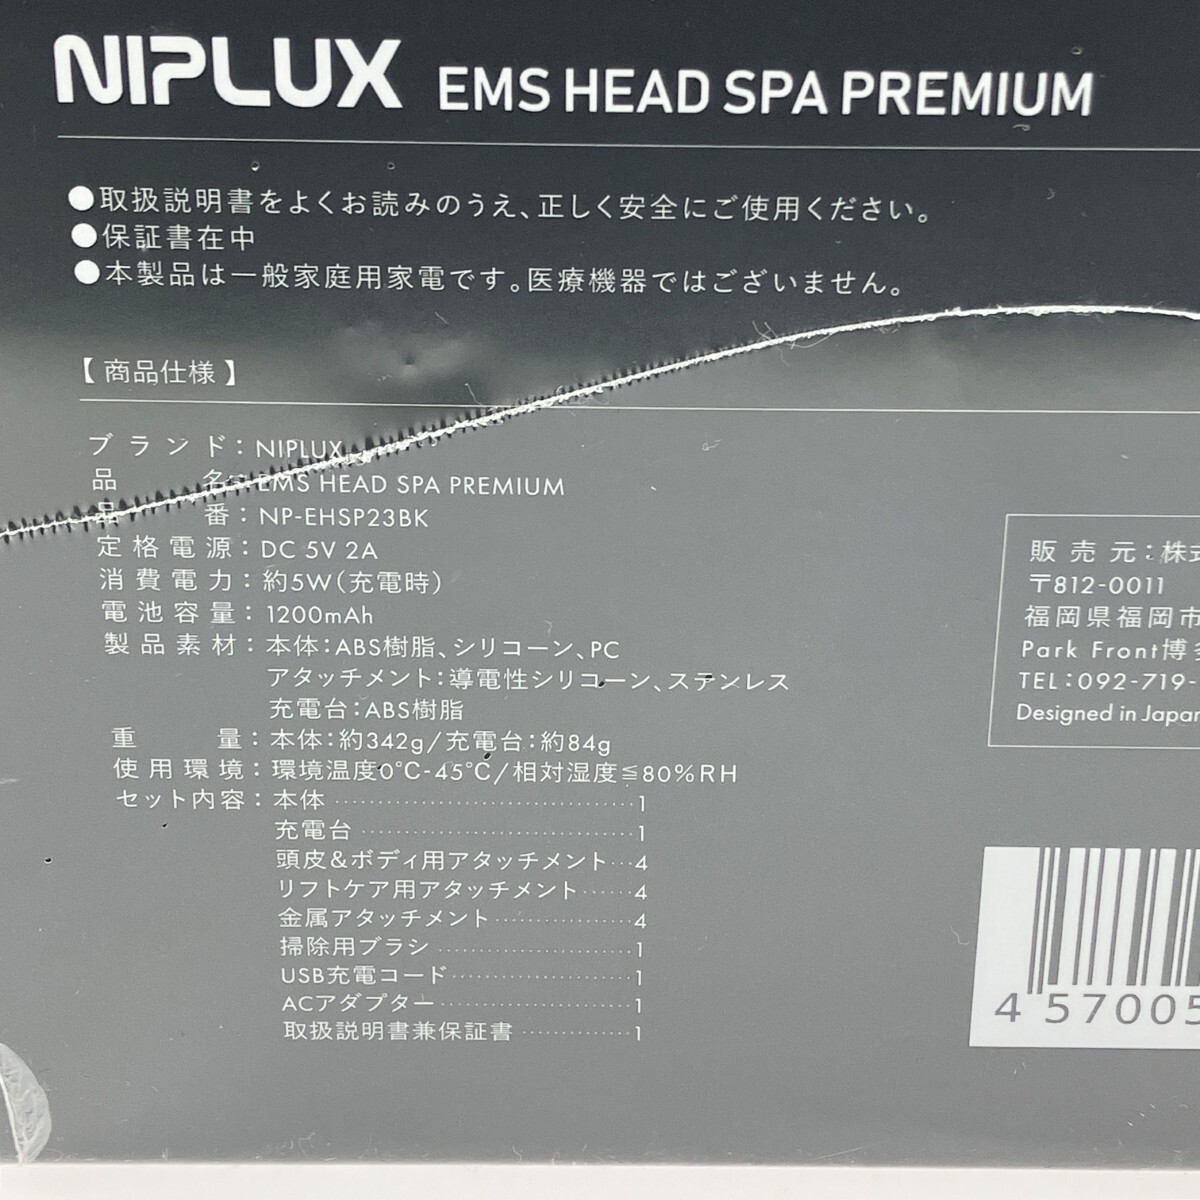 NIPLUX EMS HEAD SPA PREMIUM
●取扱説明書をよくお読みのうえ、正しく安全にご使用ください。
●保証書在中
●本製品は一般家庭用家電です。医療機器ではございません。
【商品仕様】
ブランド：NIPLUX
品名：EMS HEAD SPA PREMIUM
品番：NP-EHSP23BK
定格電源：DC 5V 2A
消費電力：約5W（充電時）
電池容量：1200mAh
製品素材：本体：ABS樹脂、シリコーン、PC
アタッチメント：導電性シリコーン、ステンレス
充電台：ABS樹脂
重量：本体：約342g/充電台：約84g
使用環境：環境温度0℃-45℃/相対湿度≦80%RH
セット内容：本体…………1
充電台…………1
頭皮&ボディ用アタッチメント…4
リフトケア用アタッチメント……4
金属アタッチメント…………4
掃除用ブラシ…………1
USB充電コード…………1
ACアダプター…………1
取扱説明書兼保証書…………1
販売元：株式
〒812-0011
福岡県福岡市
Park Front博多
TEL：092-719-
Designed in Japan
4 57005